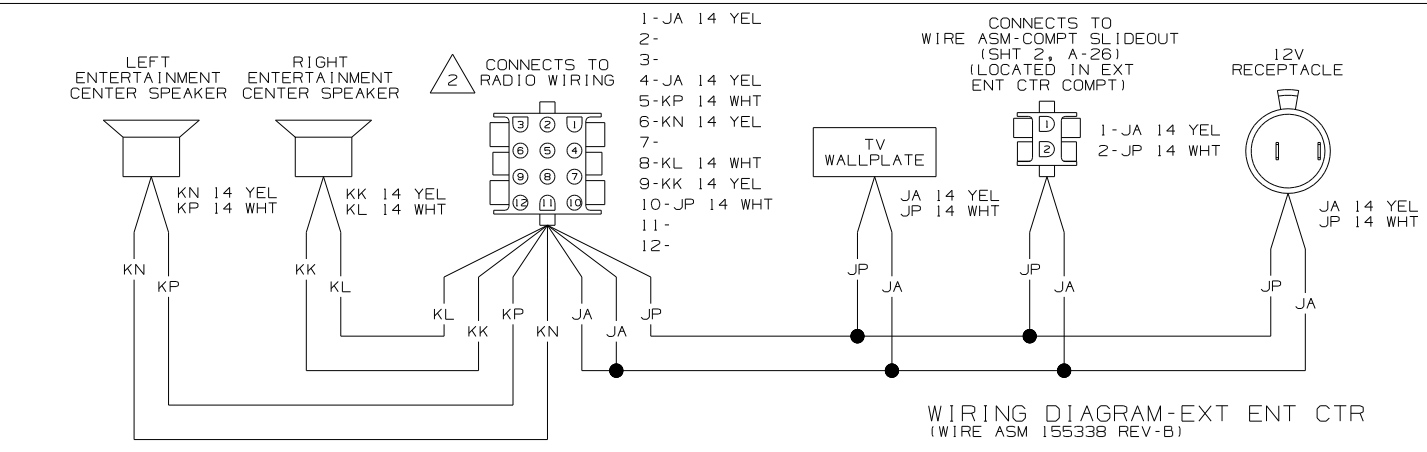 LEFT
ENTERTAINMENT
CENTER SPEAKER
RIGHT
ENTERTAINMENT
CENTER SPEAKER
2
CONNECTS TO
RADIO WIRING
1-JA 14 YEL
2-
3-
4-JA 14 YEL
5-KP 14 WHT
6-KN 14 YEL
7-
8-KL 14 WHT
9-KK 14 YEL
10-JP 14 WHT
11-
12-
3 2 1
6 5 4
9 8 7
12 11 10
CONNECTS TO
WIRE ASM-COMPT SLIDEOUT
(SHT 2, A-26)
(LOCATED IN EXT
ENT CTR COMPT)
1
2
1-JA 14 YEL
2-JP 14 WHT
12V
RECEPTACLE
TV
WALLPLATE
KN 14 YEL
KP 14 WHT
KK 14 YEL
KL 14 WHT
JA 14 YEL
JP 14 WHT
JA 14 YEL
JP 14 WHT
KN
KP
KK
KL
KL
KK
KP
KN
JA
JA
JP
JP
JA
JP
JA
JP
JA
WIRING DIAGRAM-EXT ENT CTR
(WIRE ASM 155338 REV-B)